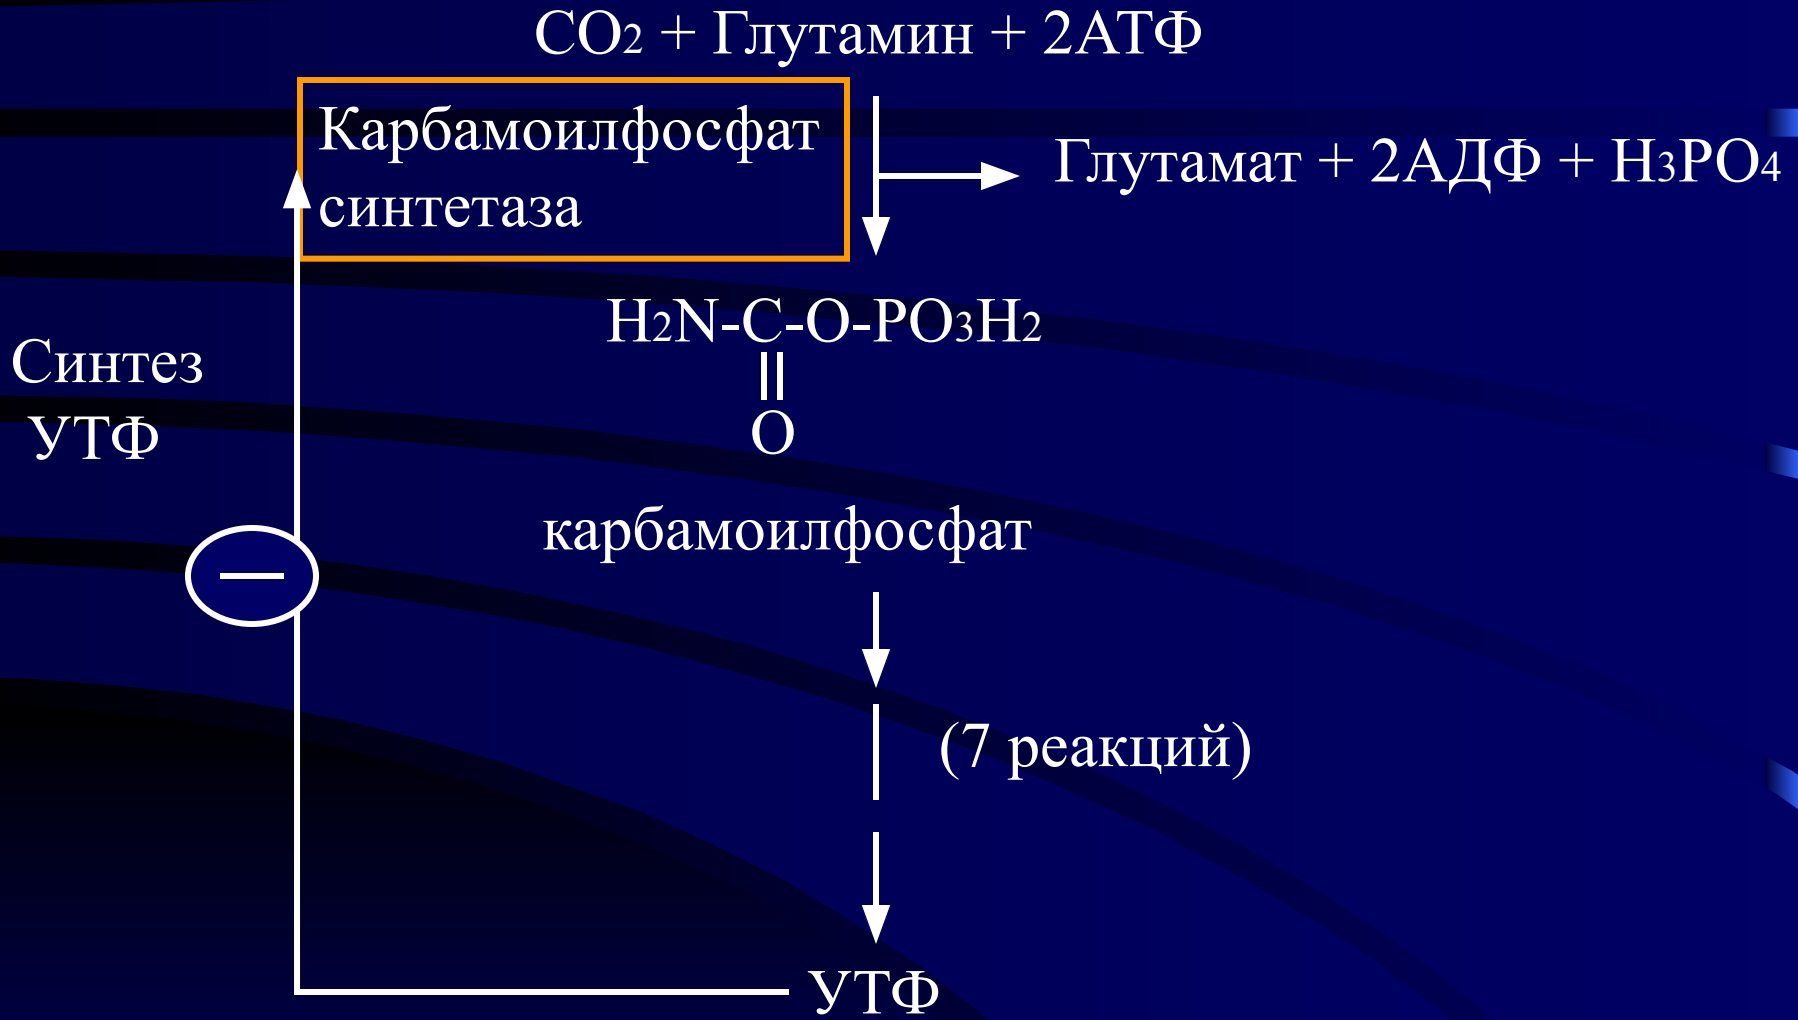 CO2 + Глутамин + 2АТФ
Карбамоилфосфат
синтетаза
Глутамат + 2АДФ + H3PO4
H2N-C-O-PO3H2
O
Синтез
УТФ
карбамоилфосфат
(7 реакций)
УТФ